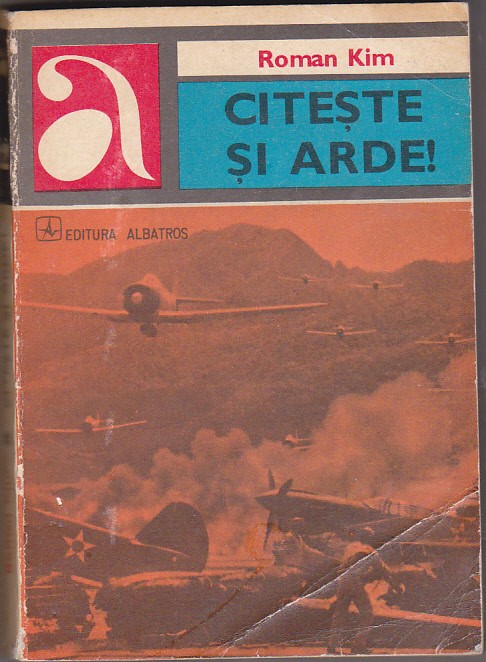 a
Roman Kim
CITEȘTE
ȘI ARDE!
EDITURA ALBATROS